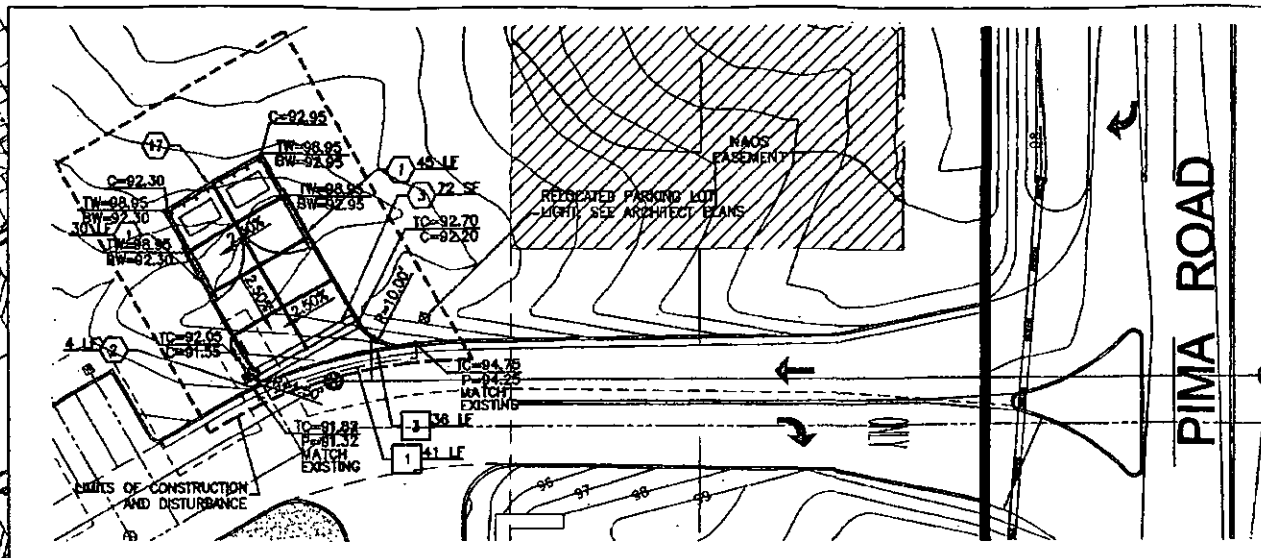 C=92.95
17
TW=98.95
BW=92.95
1 45 LF
C=92.30
TW=98.95
BW=92.95
3 72 SF
TW=98.95
BW=92.30
TC=92.70
C=92.20
30 LF 1
TW=98.95
BW=92.30
2.50%
2.50%
2.50%
R=10.00'
NAOS
EASEMENT
RELOCATED PARKING LOT
LIGHT, SEE ARCHITECT PLANS
4 LF 2
TC=92.05
C=91.55
TC=94.75
P=94.25
MATCH
EXISTING
3 36 LF
TC=91.82
P=91.32
MATCH
EXISTING
1 41 LF
LIMITS OF CONSTRUCTION
AND DISTURBANCE
96
97
98
99
PIMA ROAD